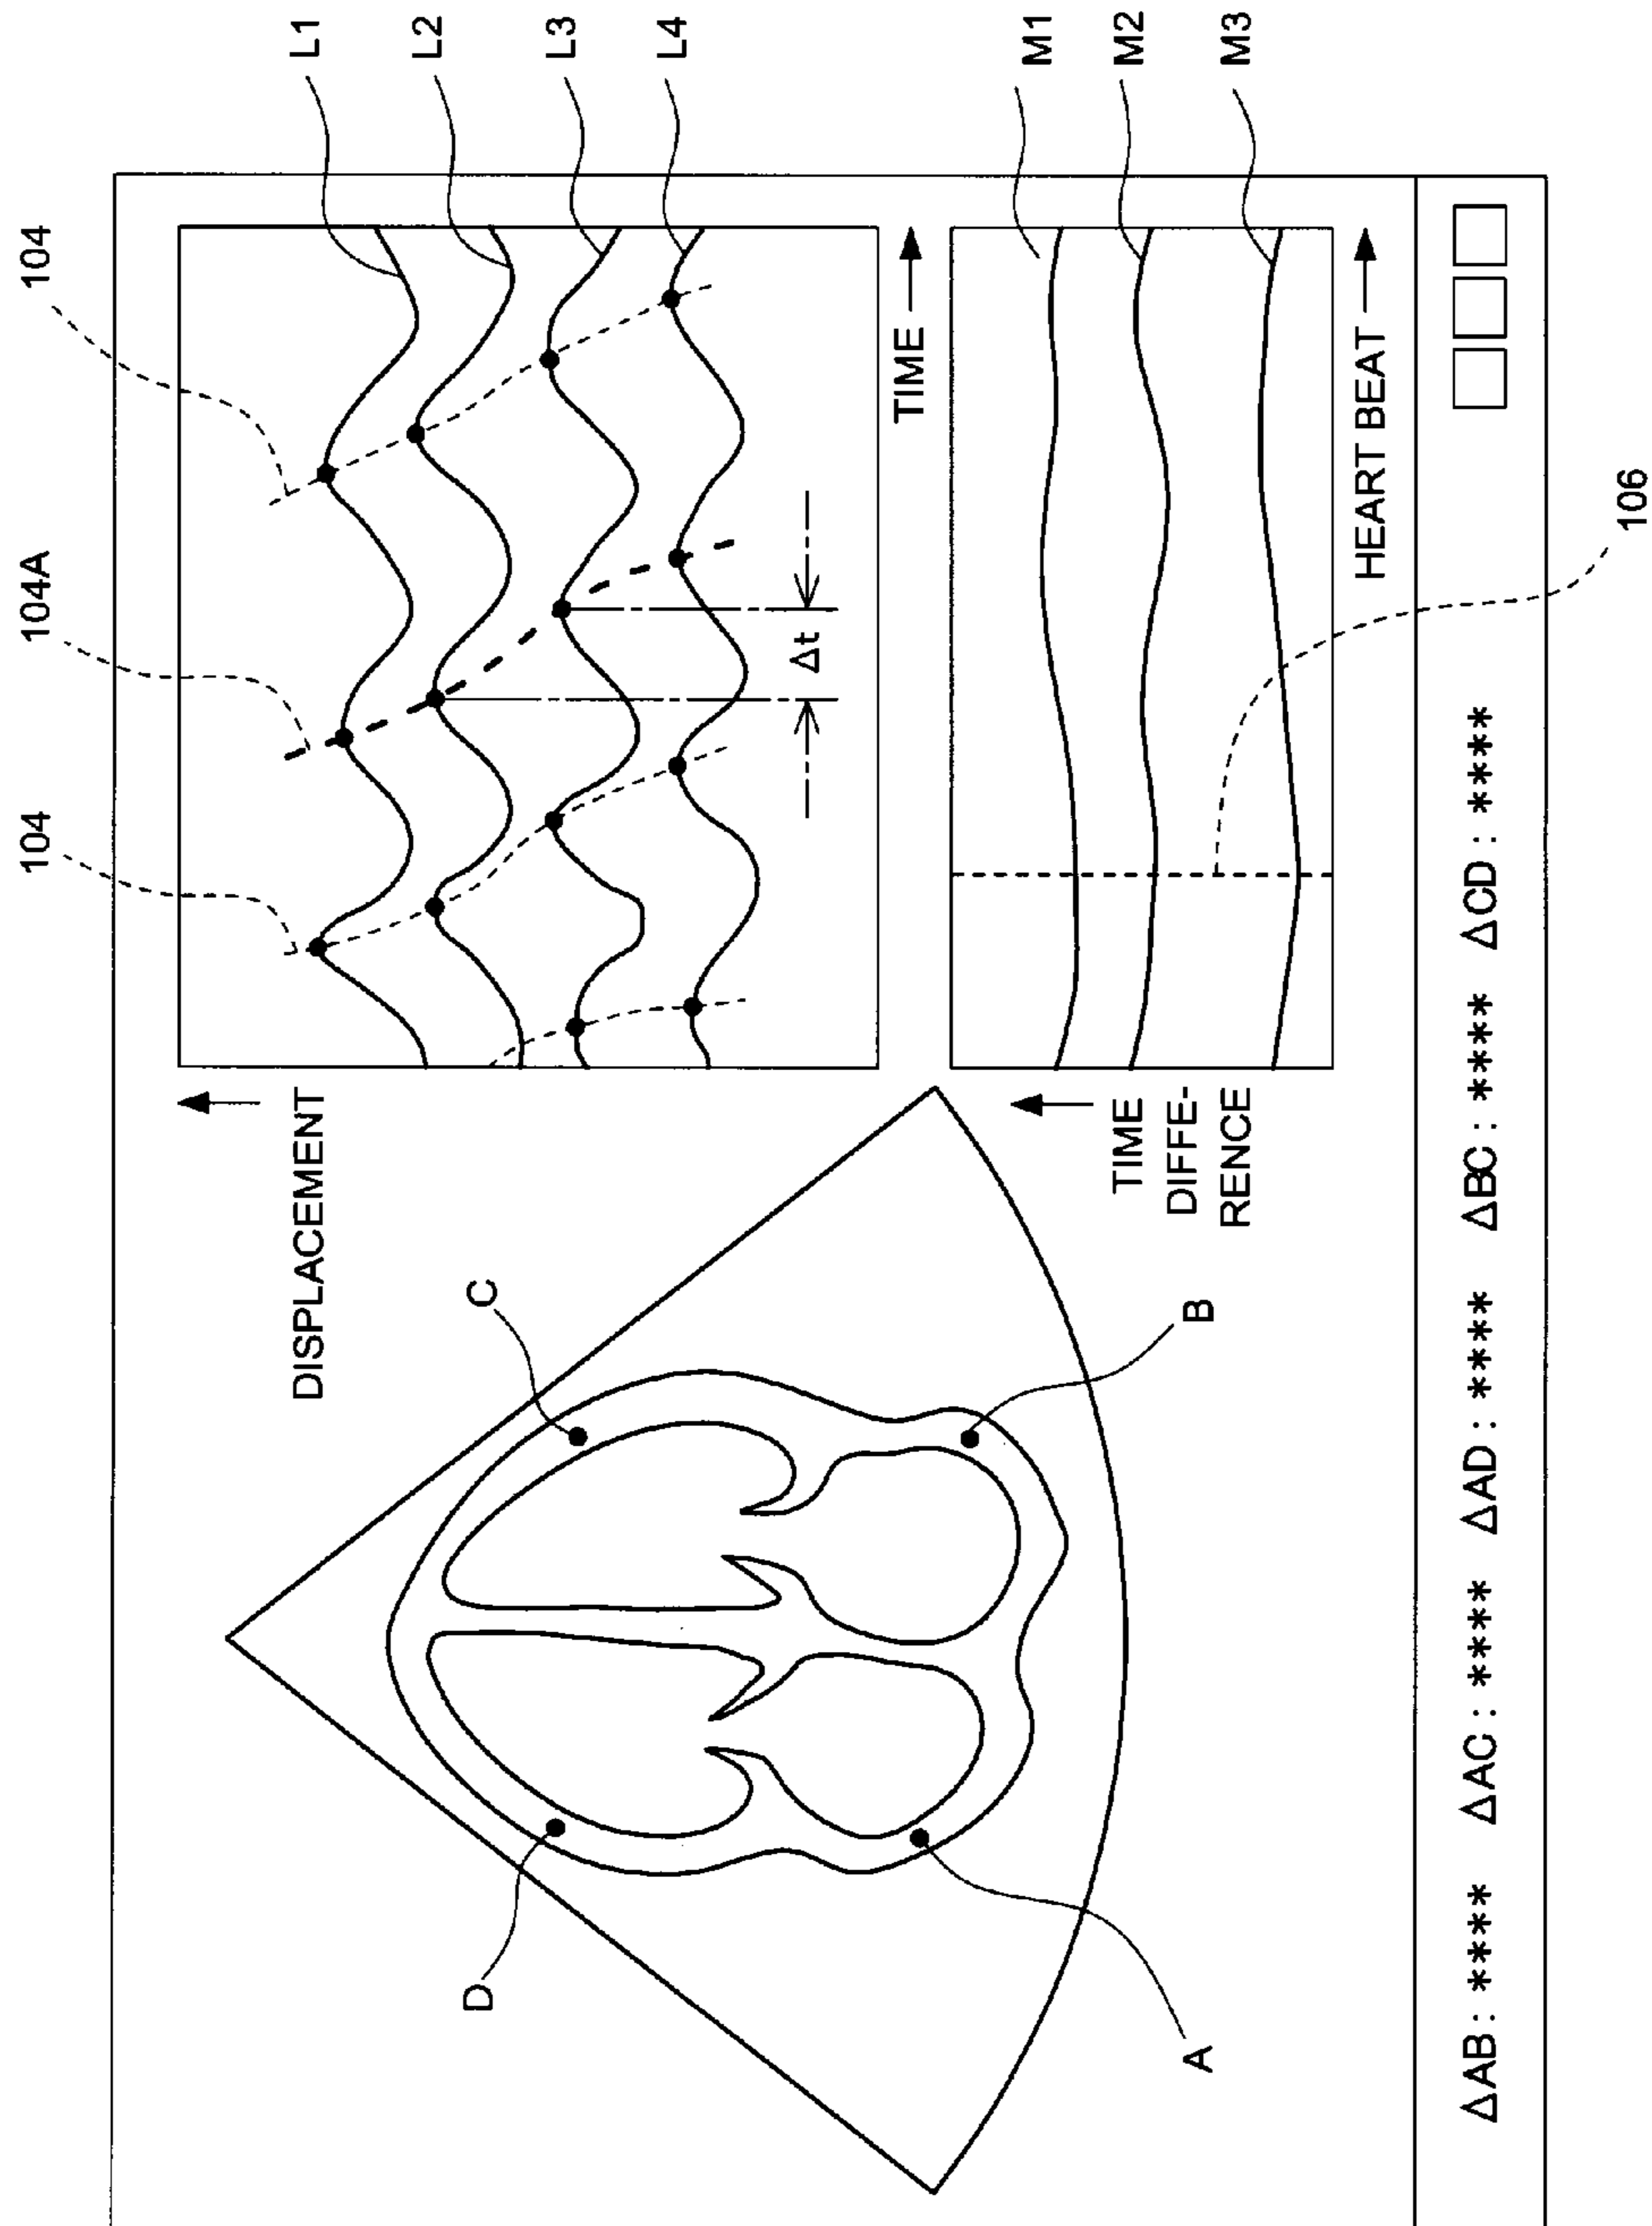 104
104A
104
L1
L2
L3
L4
DISPLACEMENT
Δt
TIME
C
D
B
A
M1
M2
M3
TIME
DIFFE-
RENCE
HEART BEAT
106
ΔAB : **** ΔAC : **** ΔAD : **** ΔBC : **** ΔCD : ****